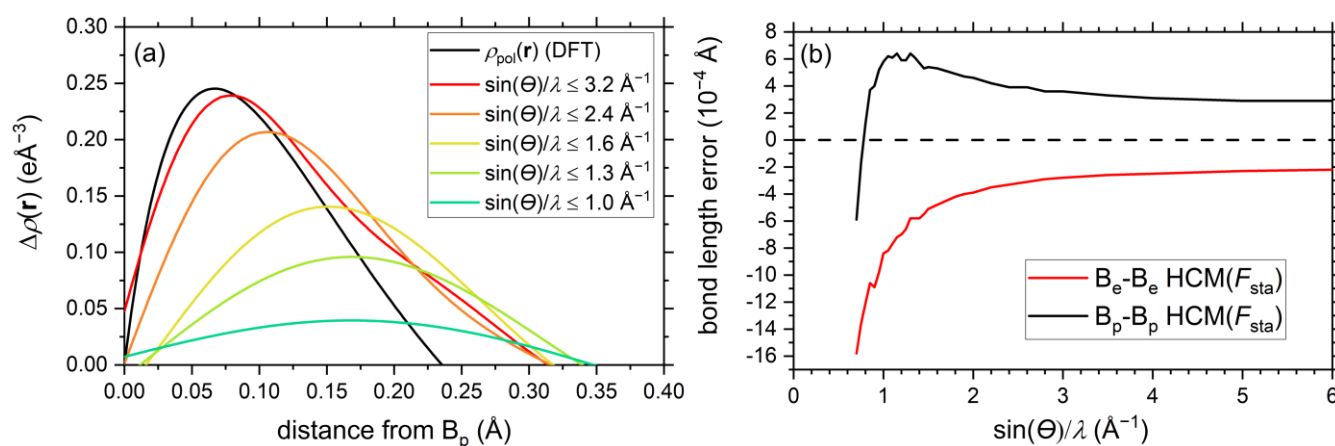 (a)
ρpol(r) (DFT)
sin(Θ)/λ ≤ 3.2 Å⁻¹
sin(Θ)/λ ≤ 2.4 Å⁻¹
sin(Θ)/λ ≤ 1.6 Å⁻¹
sin(Θ)/λ ≤ 1.3 Å⁻¹
sin(Θ)/λ ≤ 1.0 Å⁻¹
Δρ(r) (eÅ⁻³)
0.30
0.25
0.20
0.15
0.10
0.05
0.00
0.00 0.05 0.10 0.15 0.20 0.25 0.30 0.35 0.40
distance from Bp (Å)
(b)
bond length error (10⁻⁴ Å)
8
6
4
2
0
-2
-4
-6
-8
-10
-12
-14
-16
Be-Be HCM(Fsta)
Bp-Bp HCM(Fsta)
0 1 2 3 4 5 6
sin(Θ)/λ (Å⁻¹)